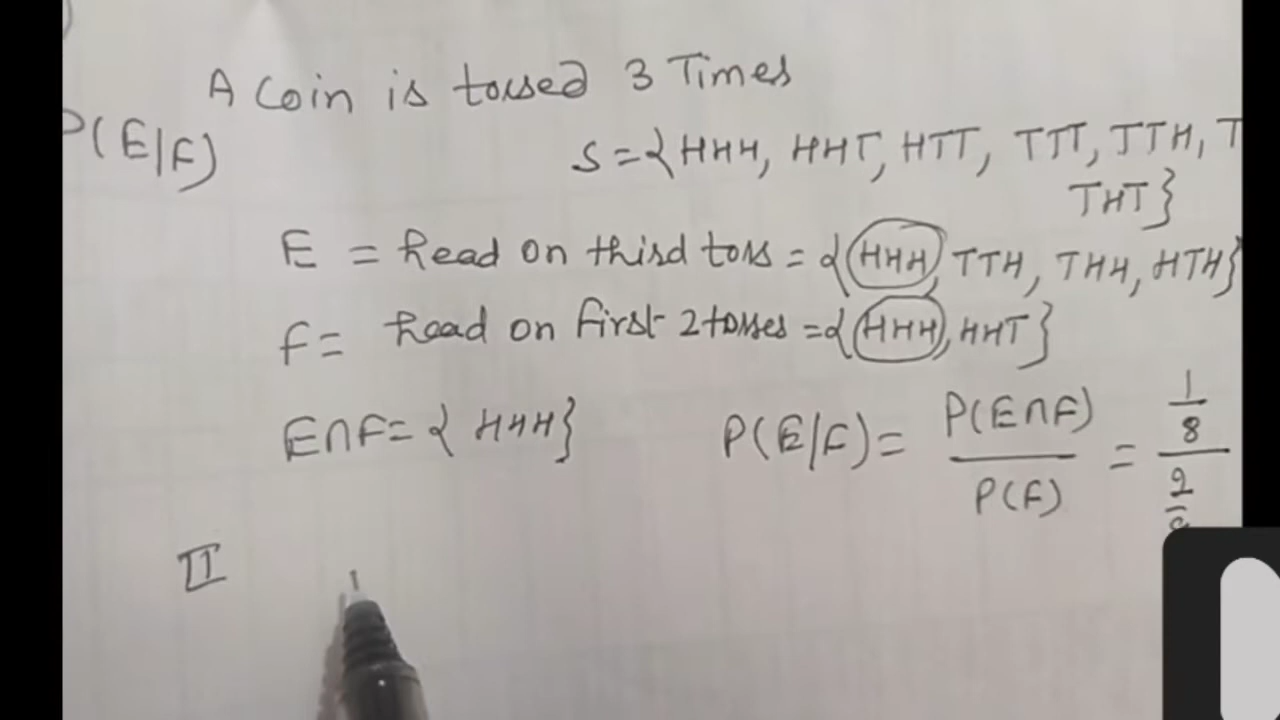 A Coin is tossed 3 Times
P(E/F)
S = {HHH, HHT, HTT, TTT, TTH, T
THT}
E = head on third toss = {HHH, TTH, THH, HTH}
F = head on first 2 tosses = {HHH, HHT}
E∩F = {HHH} P(E/F) = P(E∩F)/P(F) = 1/8 / 2/
II